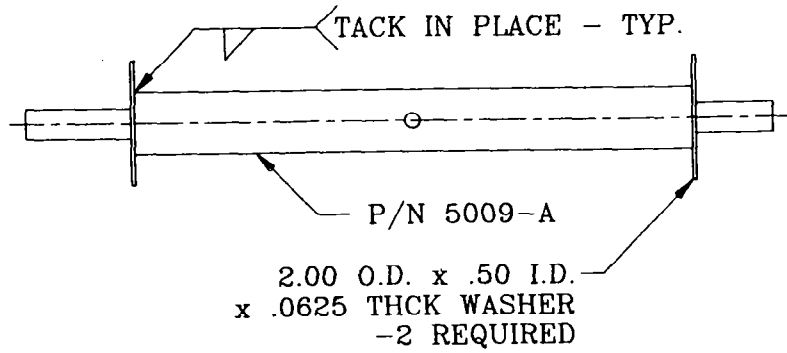 TACK IN PLACE - TYP.
P/N 5009-A
2.00 O.D. x .50 I.D.
x .0625 THCK WASHER
-2 REQUIRED